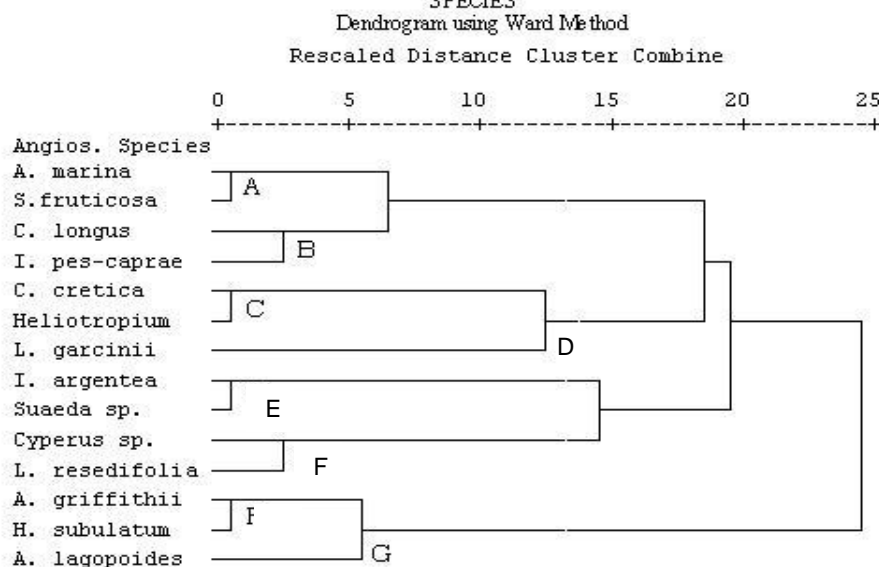 SPECIES
Dendrogram using Ward Method
Rescaled Distance Cluster Combine
0 5 10 15 20 25
+---------+---------+---------+---------+---------+
Angios. Species
A. marina
A
S.fruticosa
C. longus
B
I. pes-caprae
C. cretica
C
Heliotropium
L. garcinii
D
I. argentea
Suaeda sp.
E
Cyperus sp.
L. resedifolia
F
A. griffithii
F
H. subulatum
A. lagopoides
G